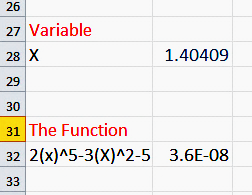 26
27 Variable
28 X 1.40409
29
30
31 The Function
32 2(x)^5-3(X)^2-5 3.6E-08
33